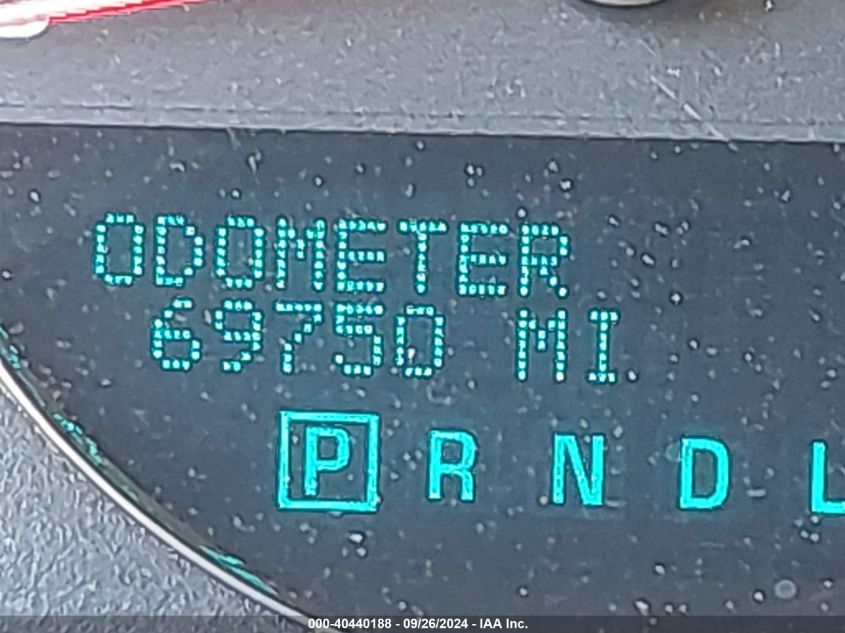 ODOMETER
69750 MI
P R N D L
000-40440188 - 09/26/2024 - IAA Inc.